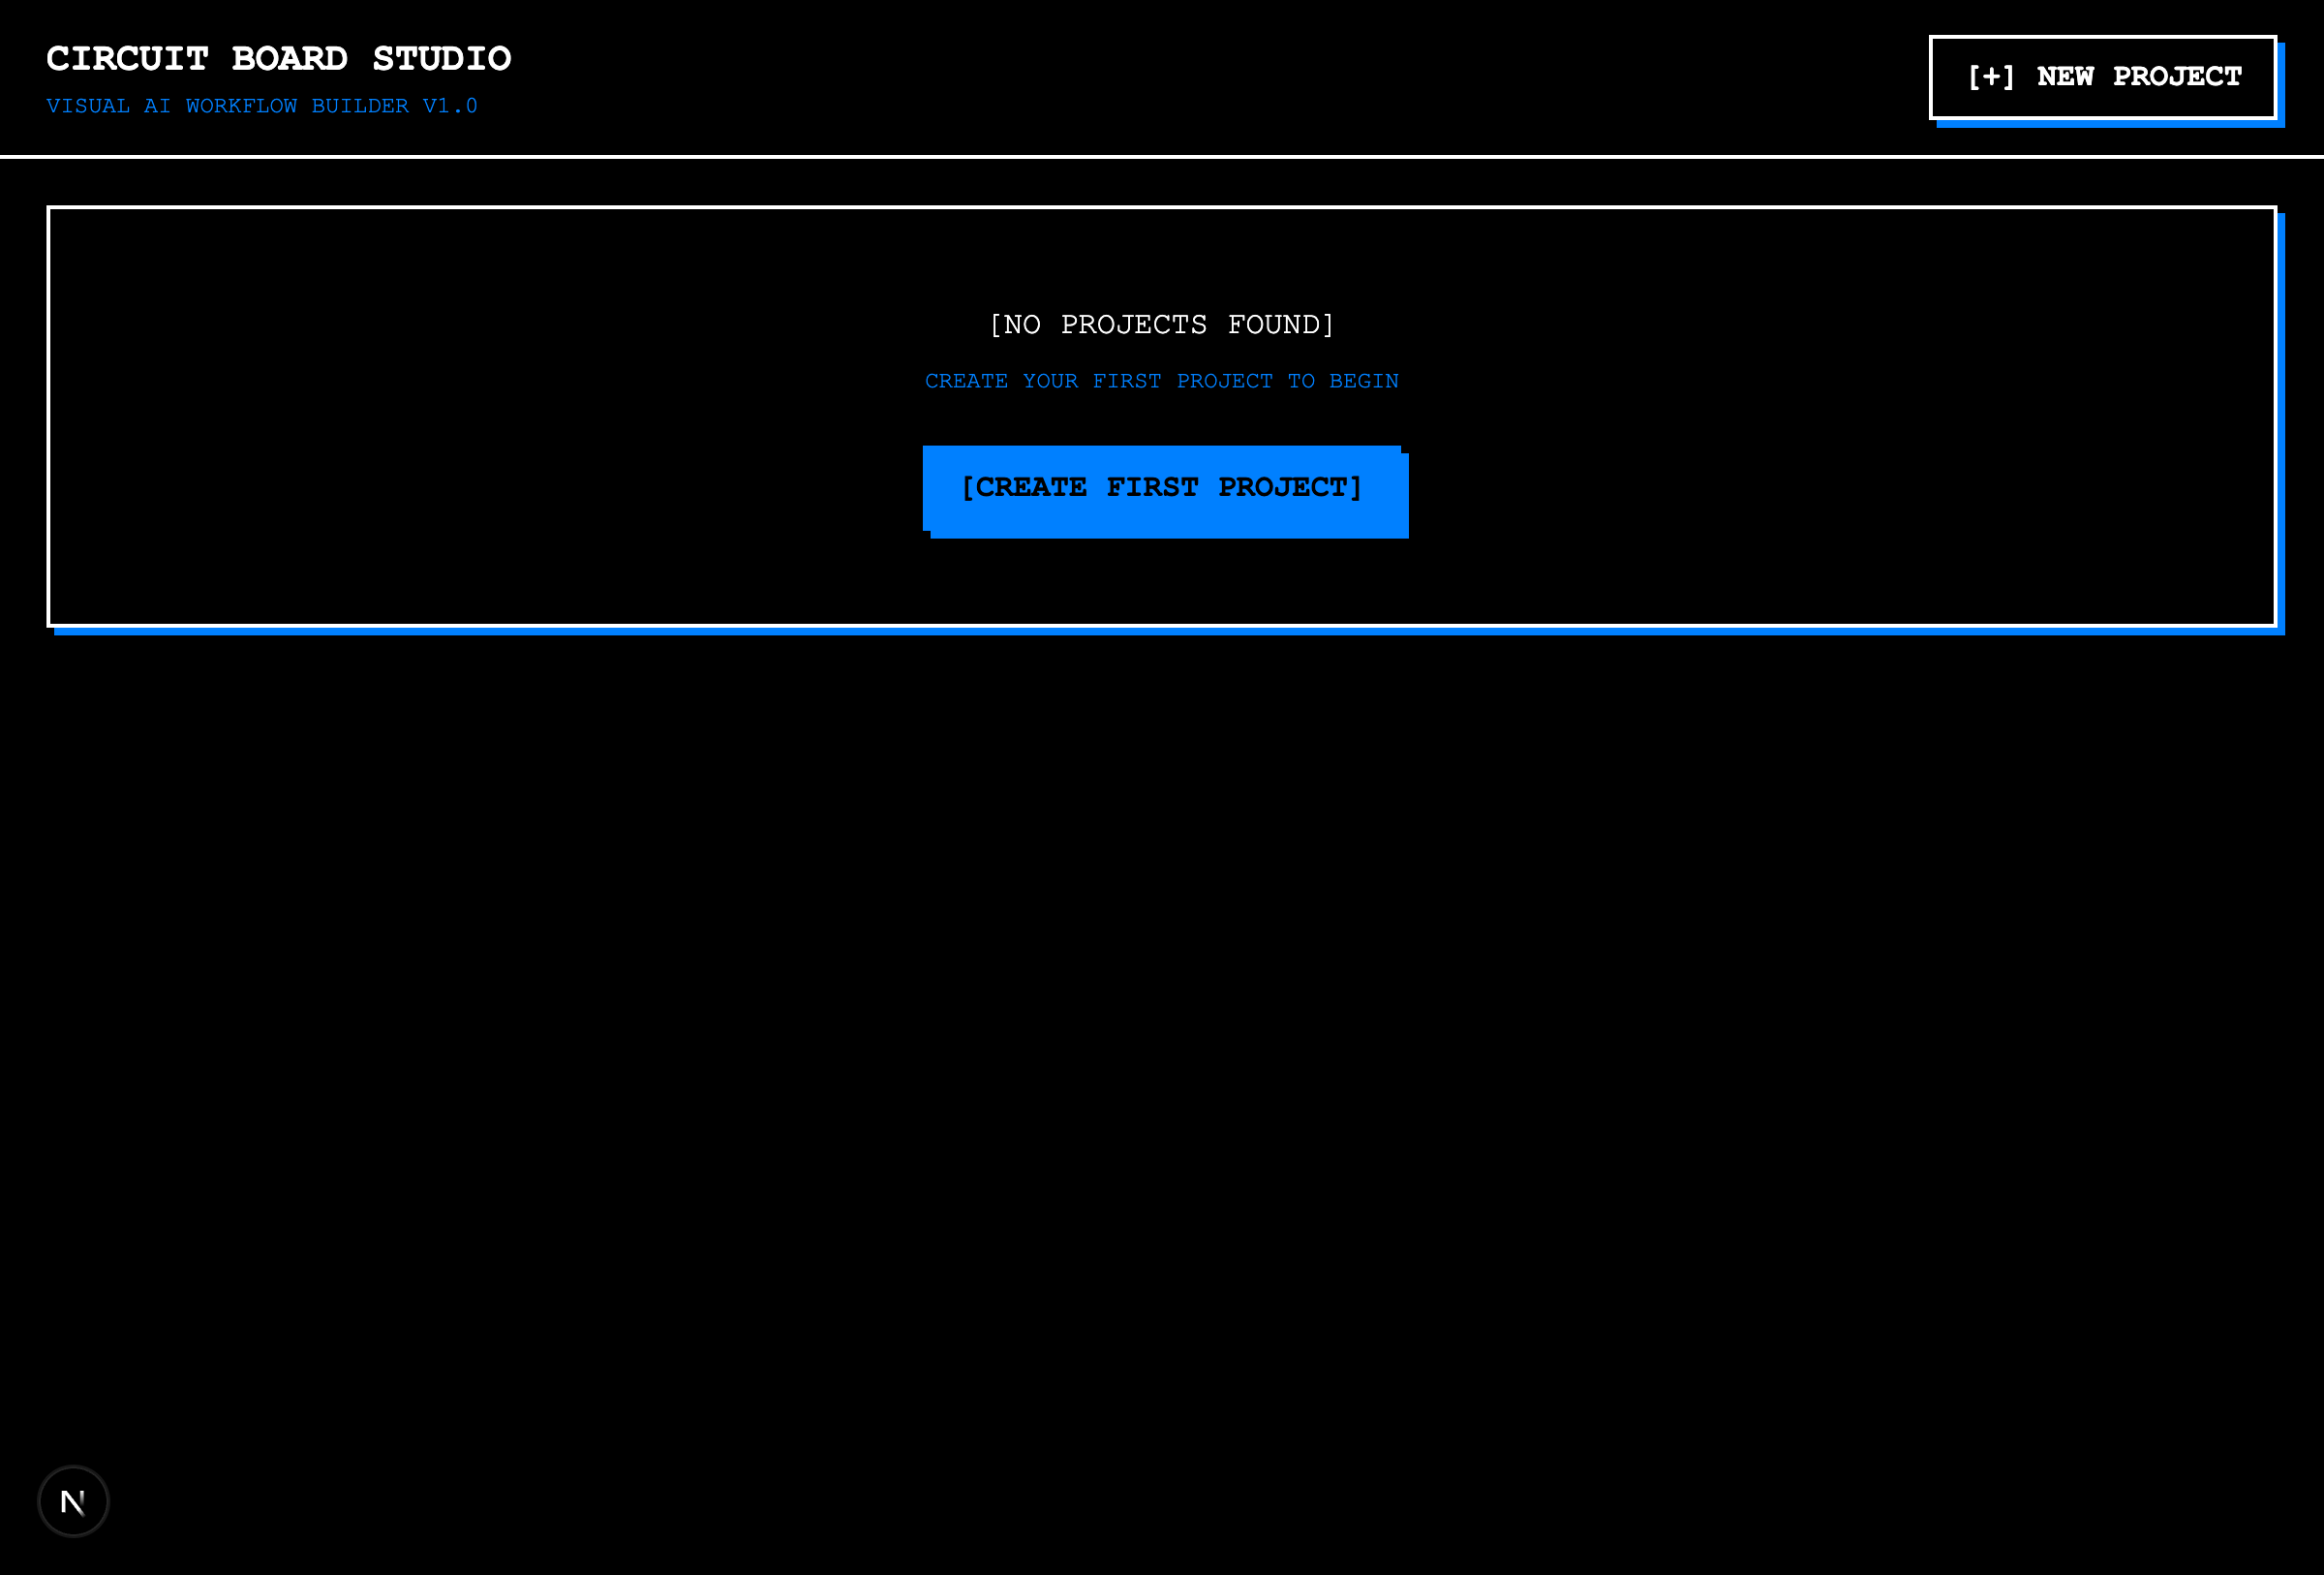 CIRCUIT BOARD STUDIO
VISUAL AI WORKFLOW BUILDER V1.0
[+] NEW PROJECT
[NO PROJECTS FOUND]
CREATE YOUR FIRST PROJECT TO BEGIN
[CREATE FIRST PROJECT]
N